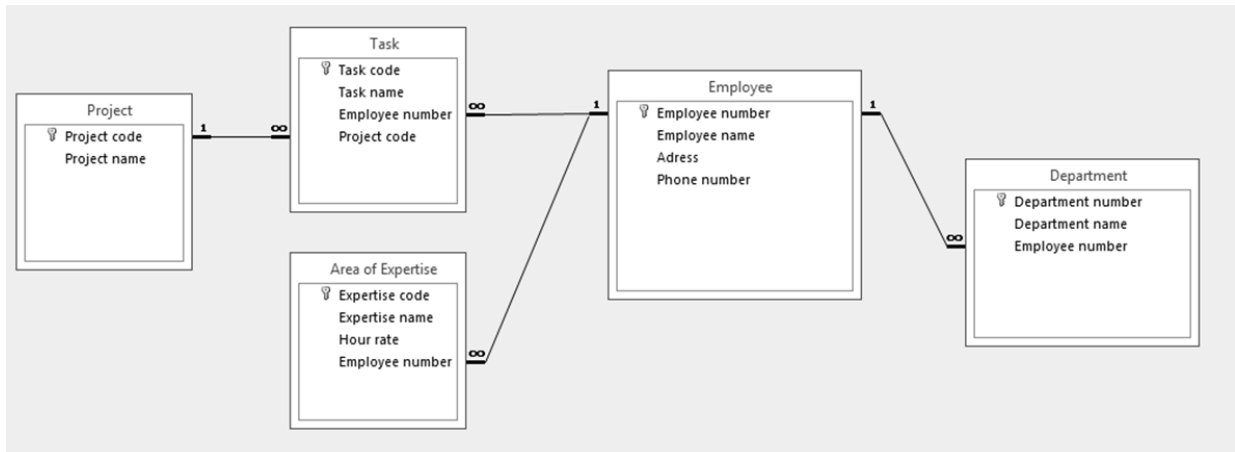 Project
Project code
Project name
1
∞
Task
Task code
Task name
Employee number
Project code
∞
Area of Expertise
Expertise code
Expertise name
Hour rate
Employee number
∞
1
Employee
Employee number
Employee name
Adress
Phone number
1
∞
Department
Department number
Department name
Employee number